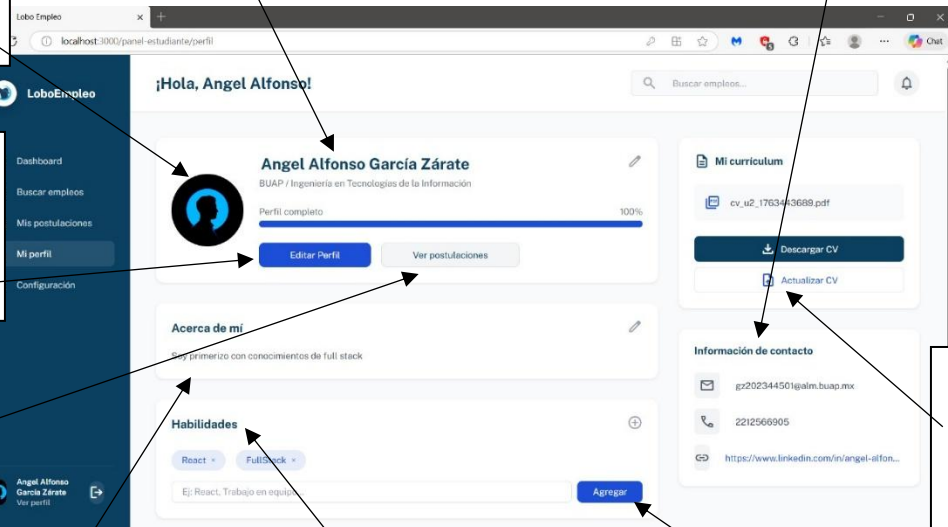 Lobo Empleo
localhost:3000/panel-estudiante/perfil
Chat
LoboEmpleo
¡Hola, Angel Alfonso!
Buscar empleos...
Dashboard
Buscar empleos
Mis postulaciones
Mi perfil
Configuración
Angel Alfonso García Zárate
BUAP / Ingeniería en Tecnologías de la Información
Perfil completo
100%
Editar Perfil
Ver postulaciones
Mi currículum
cv_u2_1763443689.pdf
Descargar CV
Actualizar CV
Acerca de mí
Soy primerizo con conocimientos de full stack
Información de contacto
gz202344501@alm.buap.mx
2212566905
https://www.linkedin.com/in/angel-alfon...
Habilidades
React ×
FullStack ×
Ej: React, Trabajo en equipo...
Agregar
Angel Alfonso
García Zárate
Ver perfil